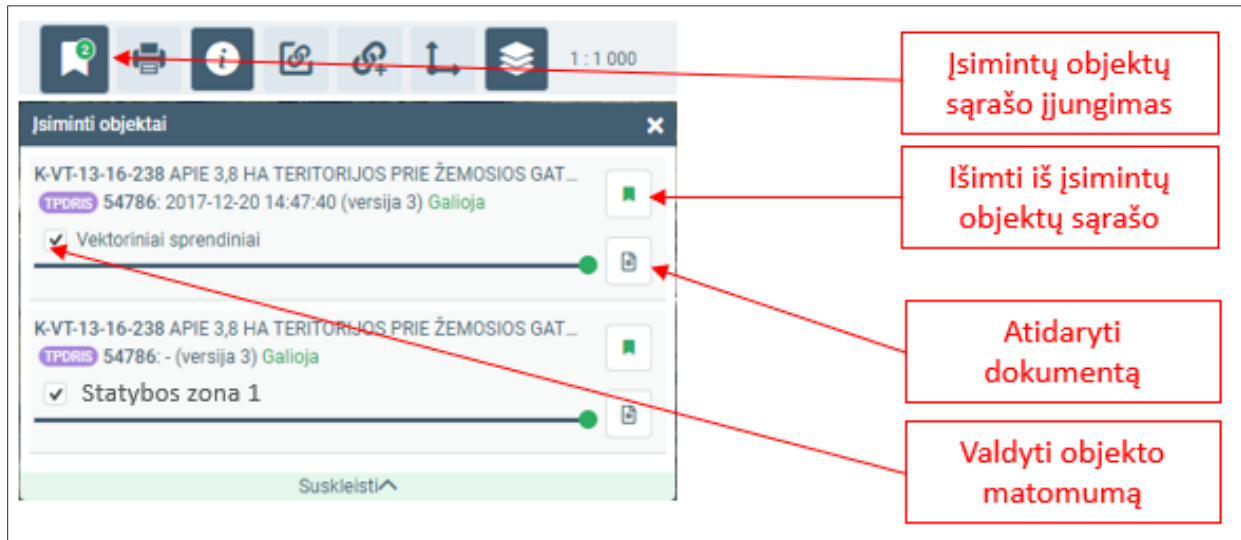 2
1 : 1 000
Įsimintų objektų
sąrašo įjungimas
Įsiminti objektai
K-VT-13-16-238 APIE 3,8 HA TERITORIJOS PRIE ŽEMOSIOS GAT...
TPDRIS 54786: 2017-12-20 14:47:40 (versija 3) Galioja
Vektoriniai sprendiniai
Išimti iš įsimintų
objektų sąrašo
K-VT-13-16-238 APIE 3,8 HA TERITORIJOS PRIE ŽEMOSIOS GAT...
TPDRIS 54786: - (versija 3) Galioja
Statybos zona 1
Atidaryti
dokumentą
Valdyti objekto
matomumą
Suskleisti